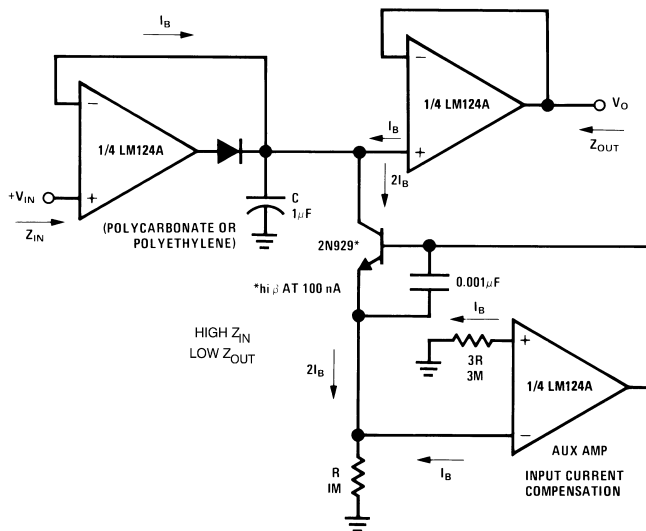 I_B
−
1/4 LM124A
+V_IN
+
Z_IN
C
1μF
(POLYCARBONATE OR
POLYETHYLENE)
−
1/4 LM124A
+
I_B
V_O
Z_OUT
2I_B
2N929*
*hi β AT 100 nA
0.001μF
HIGH Z_IN
LOW Z_OUT
I_B
3R
3M
+
1/4 LM124A
−
2I_B
AUX AMP
INPUT CURRENT
COMPENSATION
I_B
R
1M